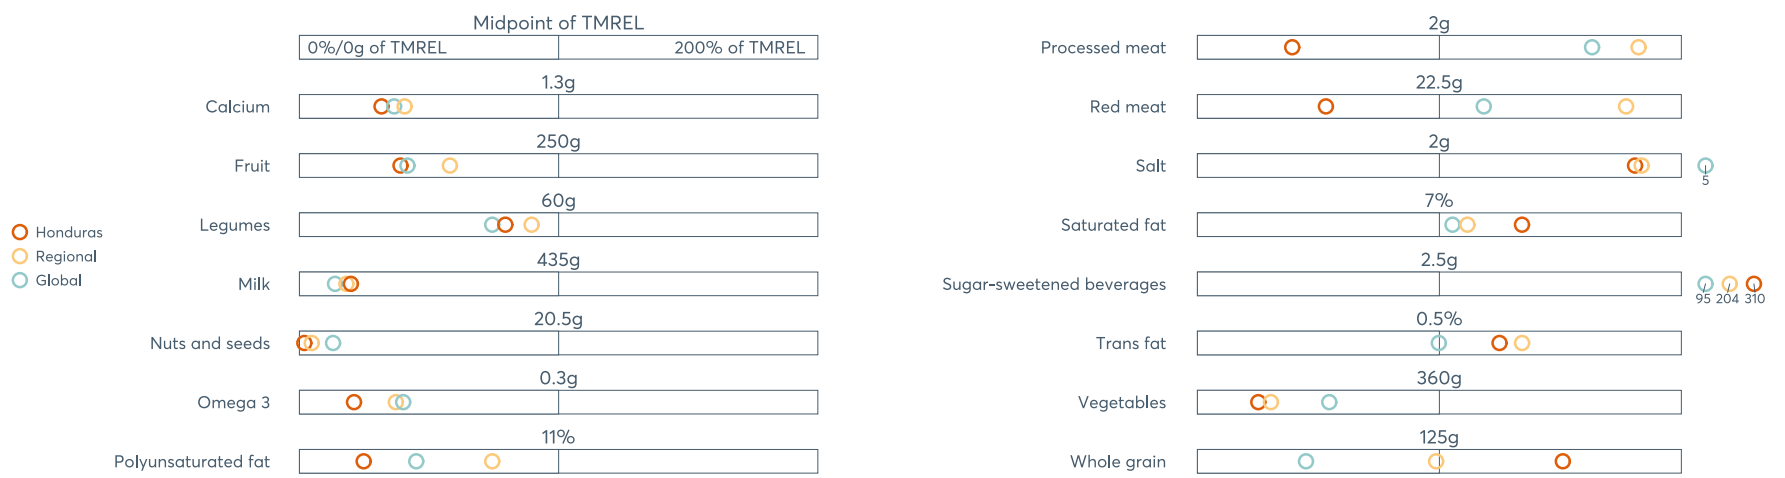 Midpoint of TMREL
0%/0g of TMREL 200% of TMREL
1.3g
Calcium
250g
Fruit
60g
Legumes
435g
Milk
20.5g
Nuts and seeds
0.3g
Omega 3
11%
Polyunsaturated fat
Honduras
Regional
Global
2g
Processed meat
22.5g
Red meat
2g
Salt
5
7%
Saturated fat
2.5g
Sugar-sweetened beverages
95 204 310
0.5%
Trans fat
360g
Vegetables
125g
Whole grain